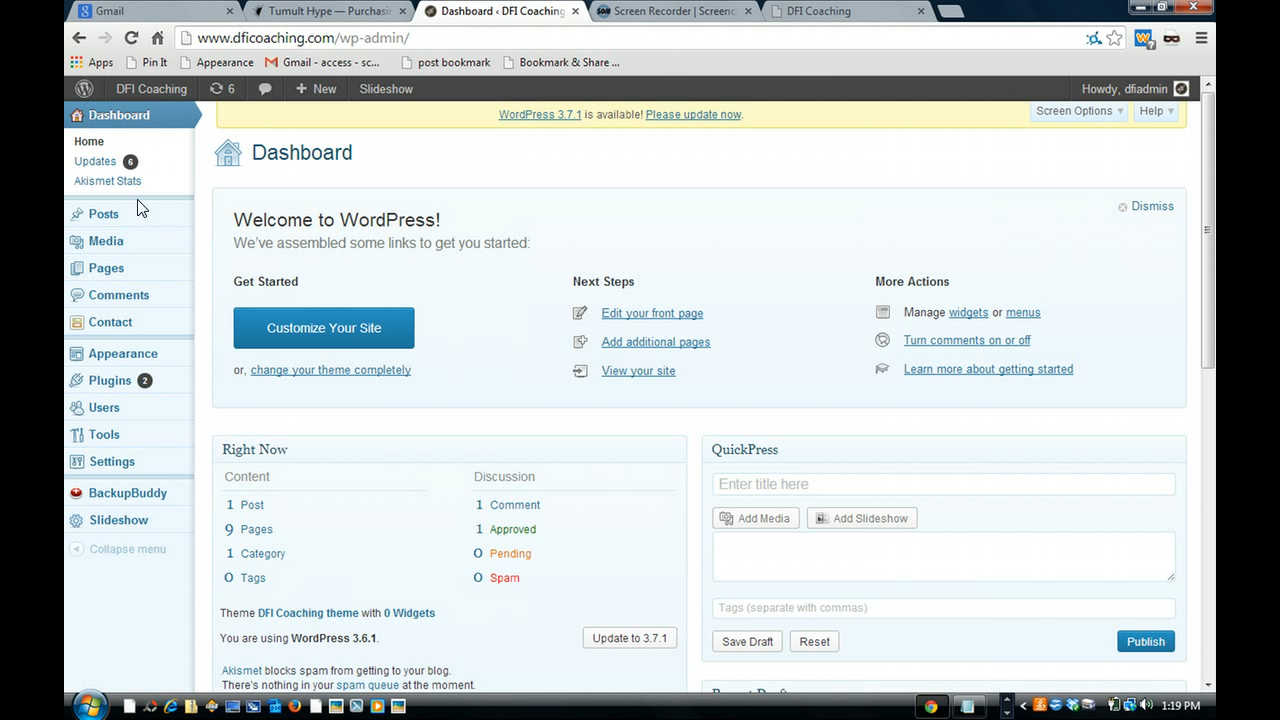 Gmail
Tumult Hype — Purchasin
Dashboard ‹ DFI Coaching
Screen Recorder | Screenc
DFI Coaching
www.dficoaching.com/wp-admin/
Apps
Pin It
Appearance
Gmail - access - sc...
post bookmark
Bookmark & Share ...
DFI Coaching
6
New
Slideshow
Howdy, dfiadmin
Dashboard
WordPress 3.7.1 is available! Please update now.
Screen Options
Help
Home
Updates 6
Akismet Stats
Posts
Media
Pages
Comments
Contact
Appearance
Plugins 2
Users
Tools
Settings
BackupBuddy
Slideshow
Collapse menu
Dashboard
Welcome to WordPress!
Dismiss
We've assembled some links to get you started:
Get Started
Customize Your Site
or, change your theme completely
Next Steps
Edit your front page
Add additional pages
View your site
More Actions
Manage widgets or menus
Turn comments on or off
Learn more about getting started
Right Now
Content
1 Post
9 Pages
1 Category
0 Tags
Discussion
1 Comment
1 Approved
0 Pending
0 Spam
Theme DFI Coaching theme with 0 Widgets
You are using WordPress 3.6.1.
Update to 3.7.1
Akismet blocks spam from getting to your blog.
There's nothing in your spam queue at the moment.
QuickPress
Enter title here
Add Media
Add Slideshow
Tags (separate with commas)
Save Draft
Reset
Publish
1:19 PM